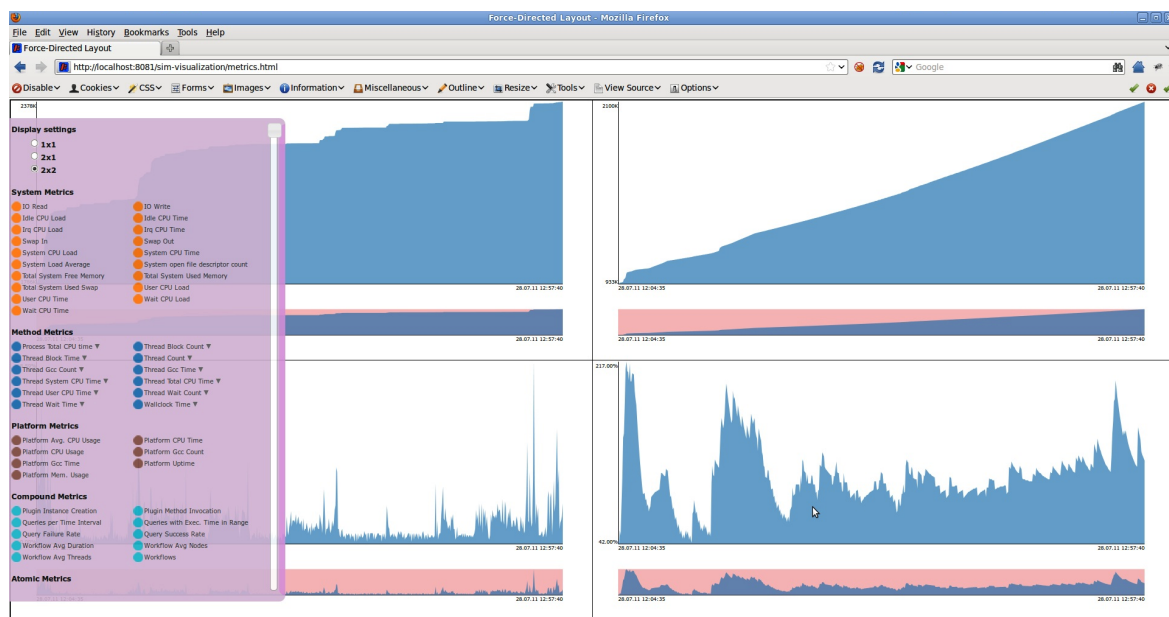 Force-Directed Layout - Mozilla Firefox
File Edit View History Bookmarks Tools Help
Force-Directed Layout
http://localhost:8081/sim-visualization/metrics.html
Google
Disable Cookies CSS Forms Images Information Miscellaneous Outline Resize Tools View Source Options
2378K
2100K
Display settings
1x1
2x1
2x2
System Metrics
IO Read IO Write
Idle CPU Load Idle CPU Time
Irq CPU Load Irq CPU Time
Swap In Swap Out
System CPU Load System CPU Time
System Load Average System open file descriptor count
Total System Free Memory Total System Used Memory
Total System Used Swap User CPU Load
User CPU Time Wait CPU Load
Wait CPU Time
933K
28.07.11 12:57:40
28.07.11 12:04:35 28.07.11 12:57:40
28.07.11 12:57:40
28.07.11 12:04:35 28.07.11 12:57:40
Method Metrics
Process Total CPU time ▼ Thread Block Count ▼
Thread Block Time ▼ Thread Count ▼
Thread Gcc Count ▼ Thread Gcc Time ▼
Thread System CPU Time ▼ Thread Total CPU Time ▼
Thread User CPU Time ▼ Thread Wait Count ▼
Thread Wait Time ▼ Wallclock Time ▼
217.00%
Platform Metrics
Platform Avg. CPU Usage Platform CPU Time
Platform CPU Usage Platform Gcc Count
Platform Gcc Time Platform Uptime
Platform Mem. Usage
Compound Metrics
Plugin Instance Creation Plugin Method Invocation
Queries per Time Interval Queries with Exec. Time in Range
Query Failure Rate Query Success Rate
Workflow Avg Duration Workflow Avg Nodes
Workflow Avg Threads Workflows
42.00%
28.07.11 12:57:40
28.07.11 12:04:35 28.07.11 12:57:40
Atomic Metrics
28.07.11 12:57:40
28.07.11 12:04:35 28.07.11 12:57:40